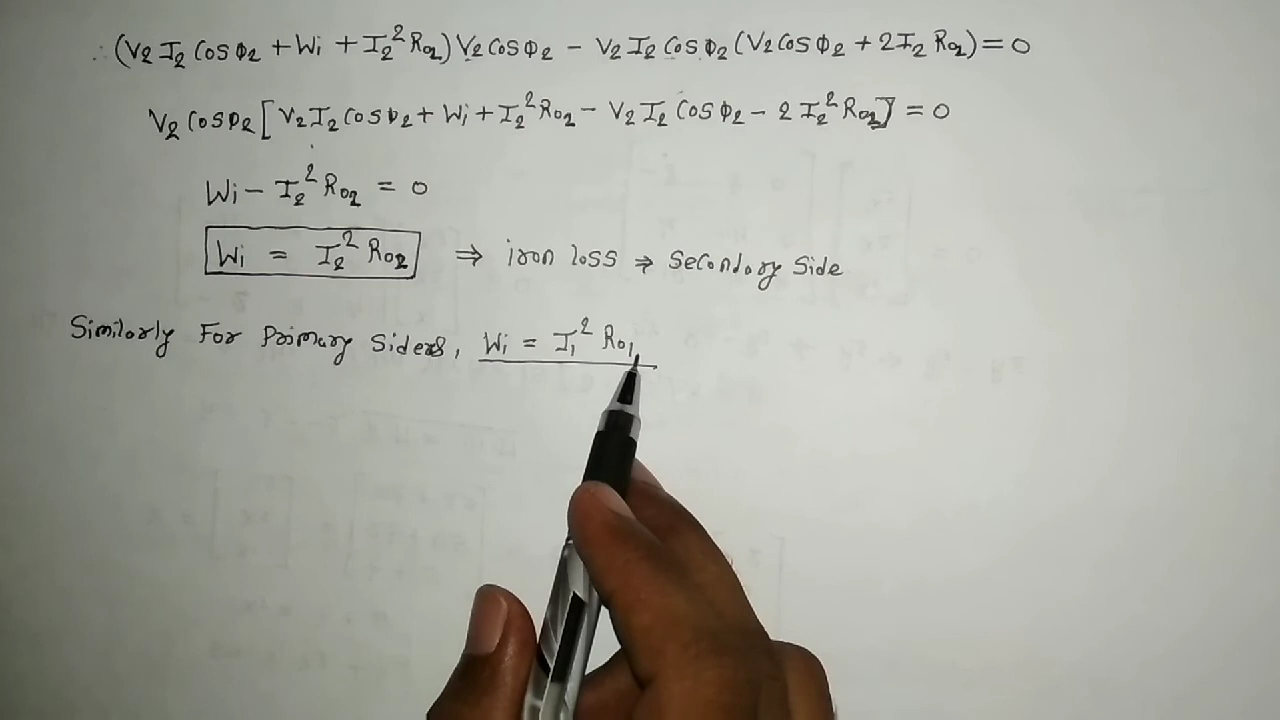 ∴ (V₂ I₂ Cos Φ₂ + Wi + I₂² R₀₂) V₂ Cos Φ₂ − V₂ I₂ Cos Φ₂ (V₂ Cos Φ₂ + 2 I₂ R₀₂) = 0
V₂ Cos Φ₂ [V₂ I₂ Cos Φ₂ + Wi + I₂² R₀₂ − V₂ I₂ Cos Φ₂ − 2 I₂² R₀₂] = 0
Wi − I₂² R₀₂ = 0
Wi = I₂² R₀₂ ⇒ iron loss ⇒ Secondary Side
Similarly For Primary Sides, Wi = I₁² R₀₁